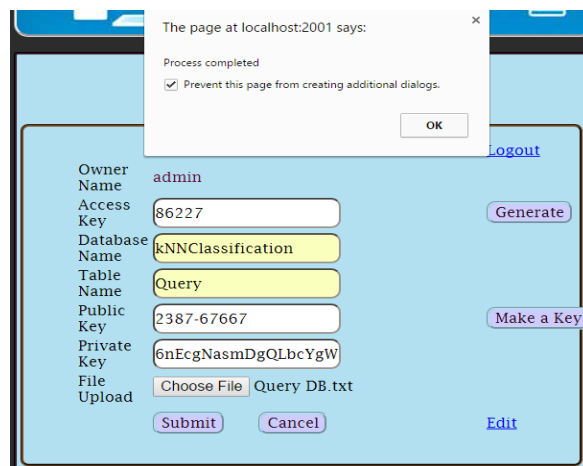 The page at localhost:2001 says:
Process completed
Prevent this page from creating additional dialogs.
OK
Logout
Owner Name admin
Access Key 86227 Generate
Database Name kNNClassification
Table Name Query
Public Key 2387-67667 Make a Key
Private Key 6nEcgNasmDgQLbcYgW
File Upload Choose File Query DB.txt
Submit Cancel Edit